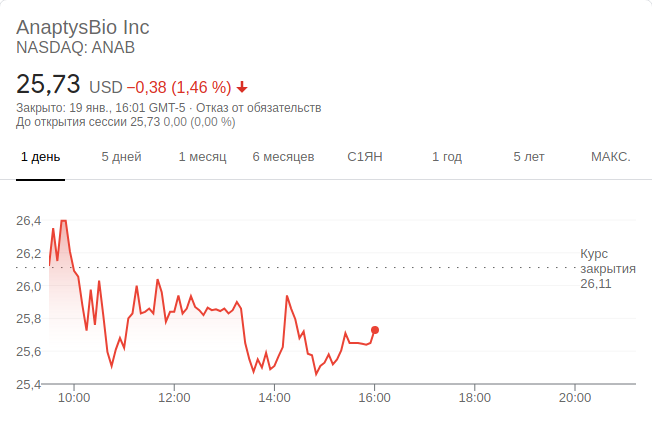 AnaptysBio Inc
NASDAQ: ANAB
25,73 USD −0,38 (1,46 %)
Закрыто: 19 янв., 16:01 GMT-5 · Отказ от обязательств
До открытия сессии 25,73 0,00 (0,00 %)
1 день 5 дней 1 месяц 6 месяцев С1ЯН 1 год 5 лет МАКС.
26,4
26,2
Курс
закрытия
26,11
26,0
25,8
25,6
25,4
10:00 12:00 14:00 16:00 18:00 20:00